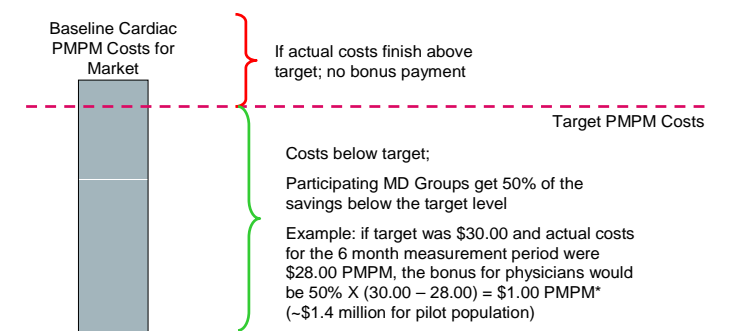 Baseline Cardiac
PMPM Costs for
Market
If actual costs finish above
target; no bonus payment
Target PMPM Costs
Costs below target;
Participating MD Groups get 50% of the
savings below the target level
Example: if target was $30.00 and actual costs
for the 6 month measurement period were
$28.00 PMPM, the bonus for physicians would
be 50% X (30.00 – 28.00) = $1.00 PMPM*
(~$1.4 million for pilot population)